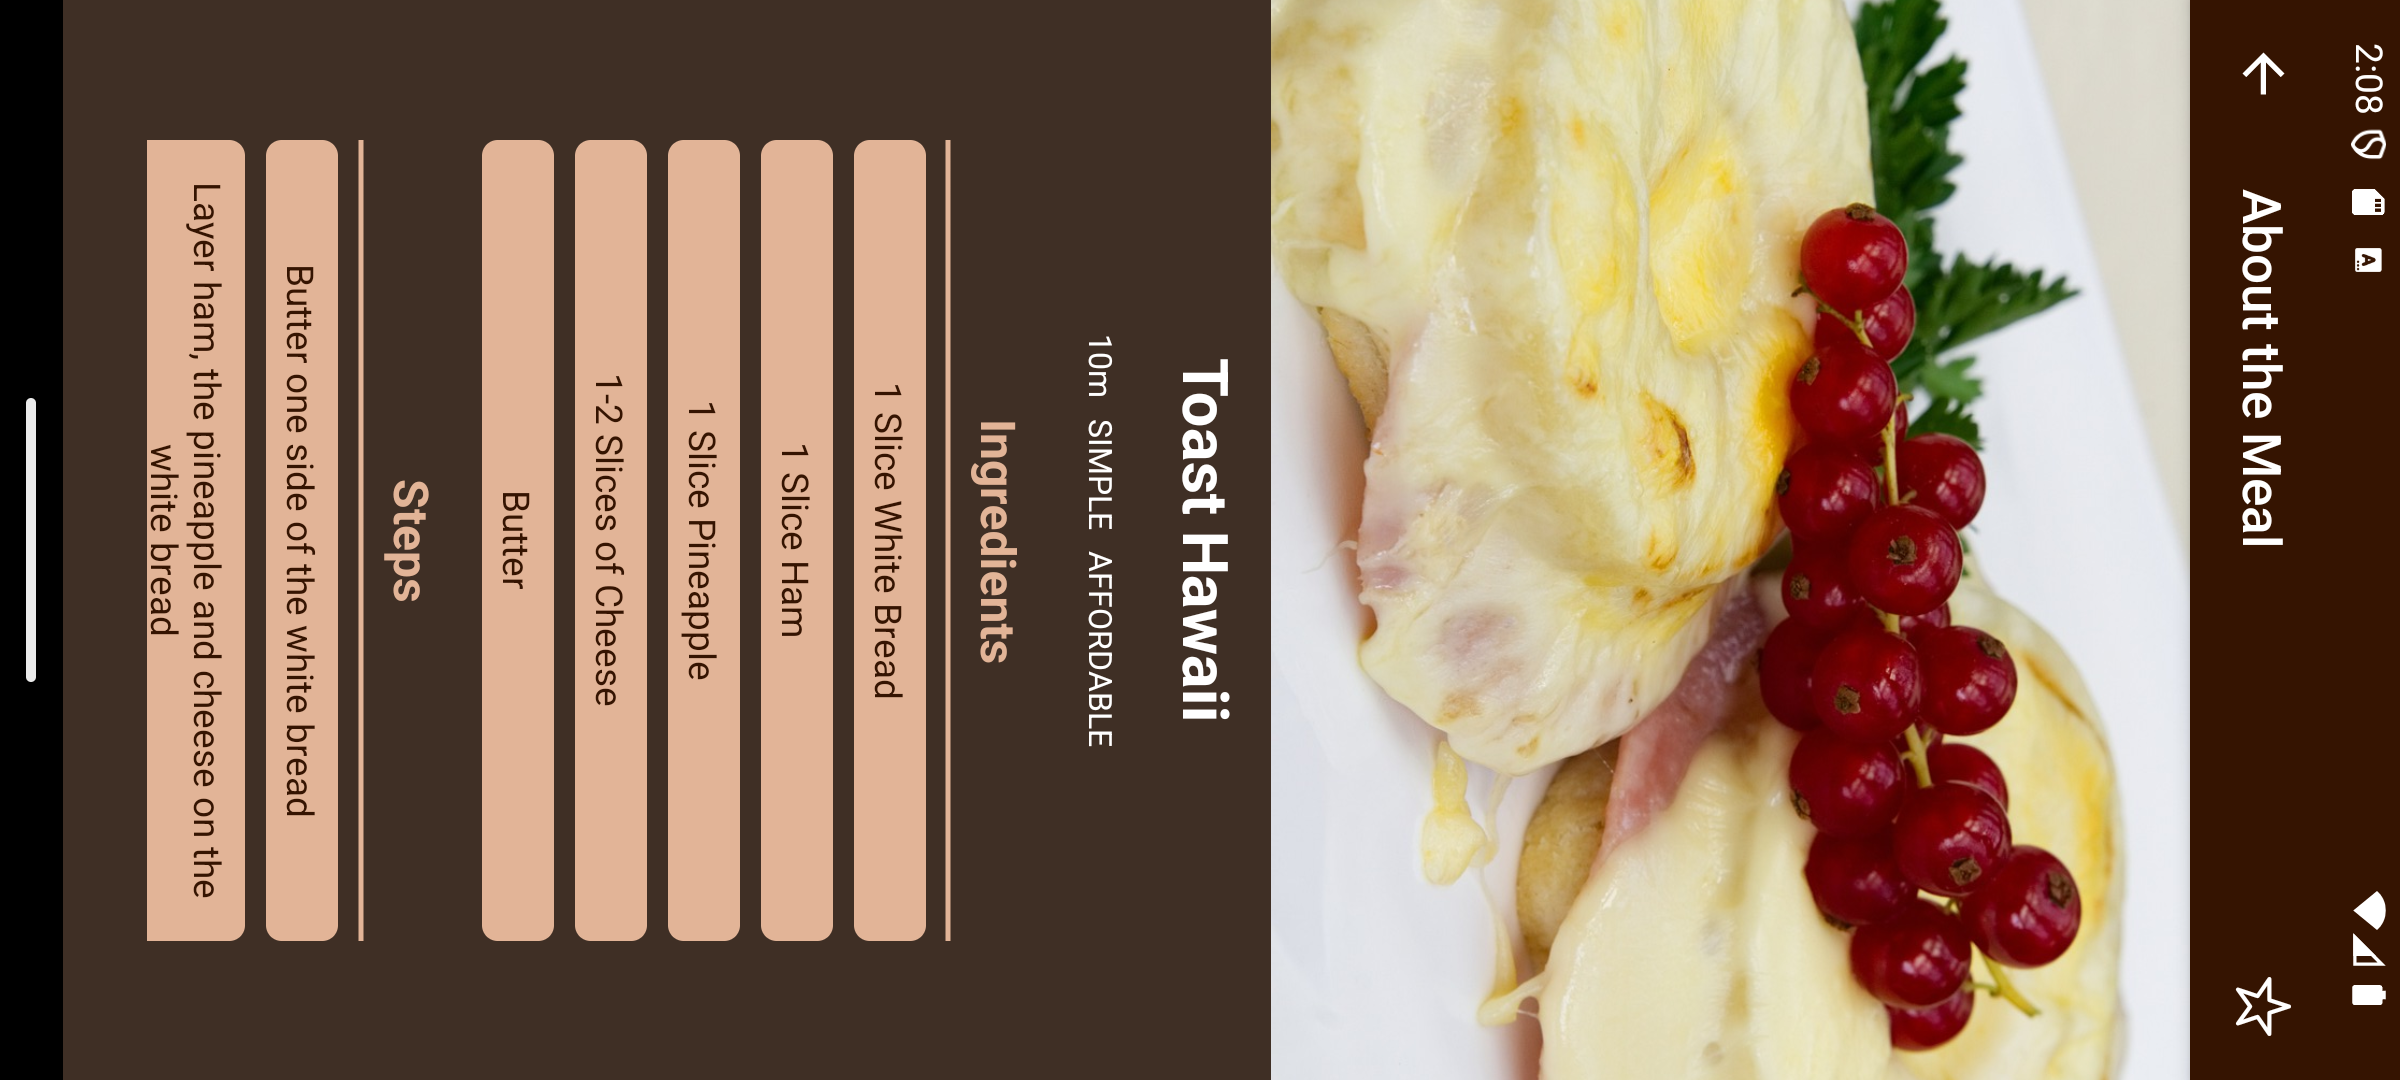 2:08
About the Meal
Toast Hawaii
10m SIMPLE AFFORDABLE
Ingredients
1 Slice White Bread
1 Slice Ham
1 Slice Pineapple
1-2 Slices of Cheese
Butter
Steps
Butter one side of the white bread
Layer ham, the pineapple and cheese on the
white bread